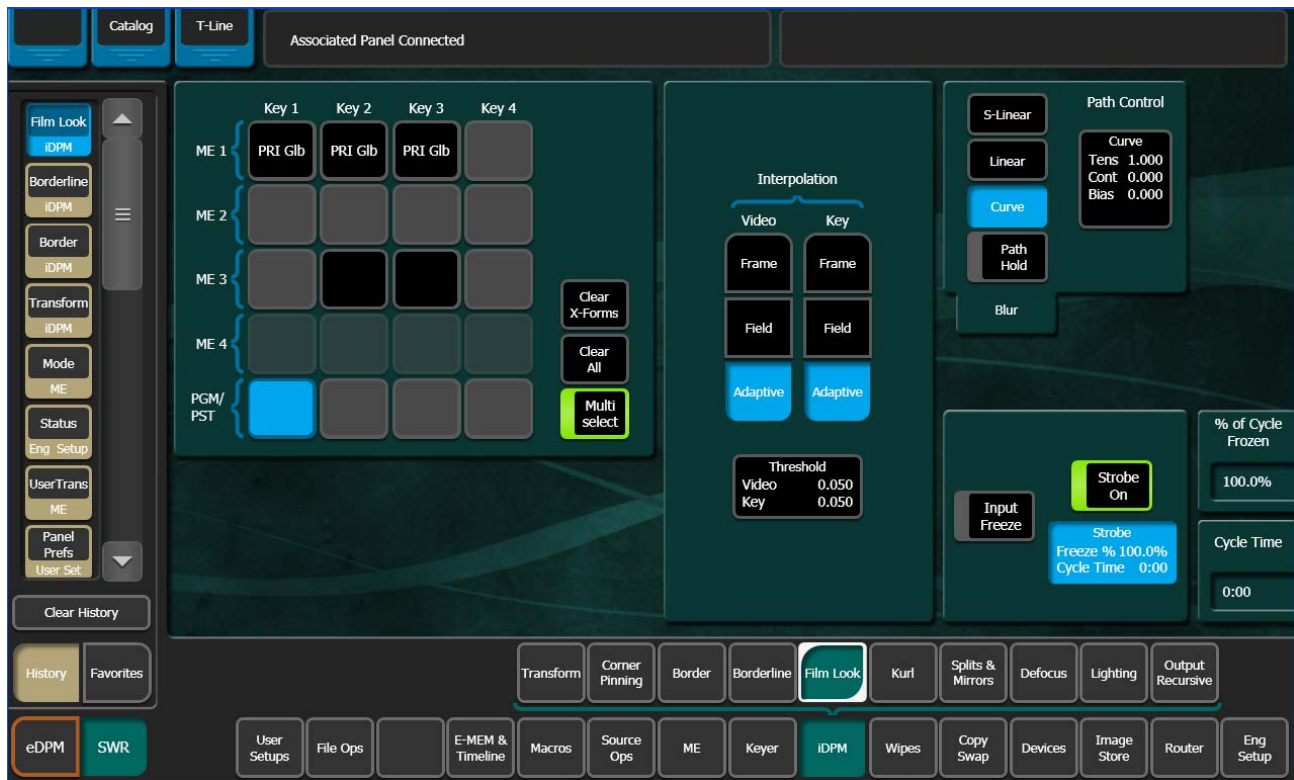 Catalog
T-Line
Associated Panel Connected
Film Look
iDPM
Borderline
iDPM
Border
iDPM
Transform
iDPM
Mode
ME
Status
Eng Setup
UserTrans
ME
Panel
Prefs
User Set
Clear History
History
Favorites
Key 1 Key 2 Key 3 Key 4
ME 1 PRI Glb PRI Glb PRI Glb
ME 2
ME 3
ME 4
PGM/
PST
Clear
X-Forms
Clear
All
Multi
select
Interpolation
Video Key
Frame Frame
Field Field
Adaptive Adaptive
Threshold
Video 0.050
Key 0.050
S-Linear
Linear
Curve
Path
Hold
Path Control
Curve
Tens 1.000
Cont 0.000
Bias 0.000
Blur
Input
Freeze
Strobe
On
Strobe
Freeze % 100.0%
Cycle Time 0:00
% of Cycle
Frozen
100.0%
Cycle Time
0:00
Transform
Corner
Pinning
Border
Borderline
Film Look
Kurl
Splits &
Mirrors
Defocus
Lighting
Output
Recursive
eDPM
SWR
User
Setups
File Ops
E-MEM &
Timeline
Macros
Source
Ops
ME
Keyer
iDPM
Wipes
Copy
Swap
Devices
Image
Store
Router
Eng
Setup